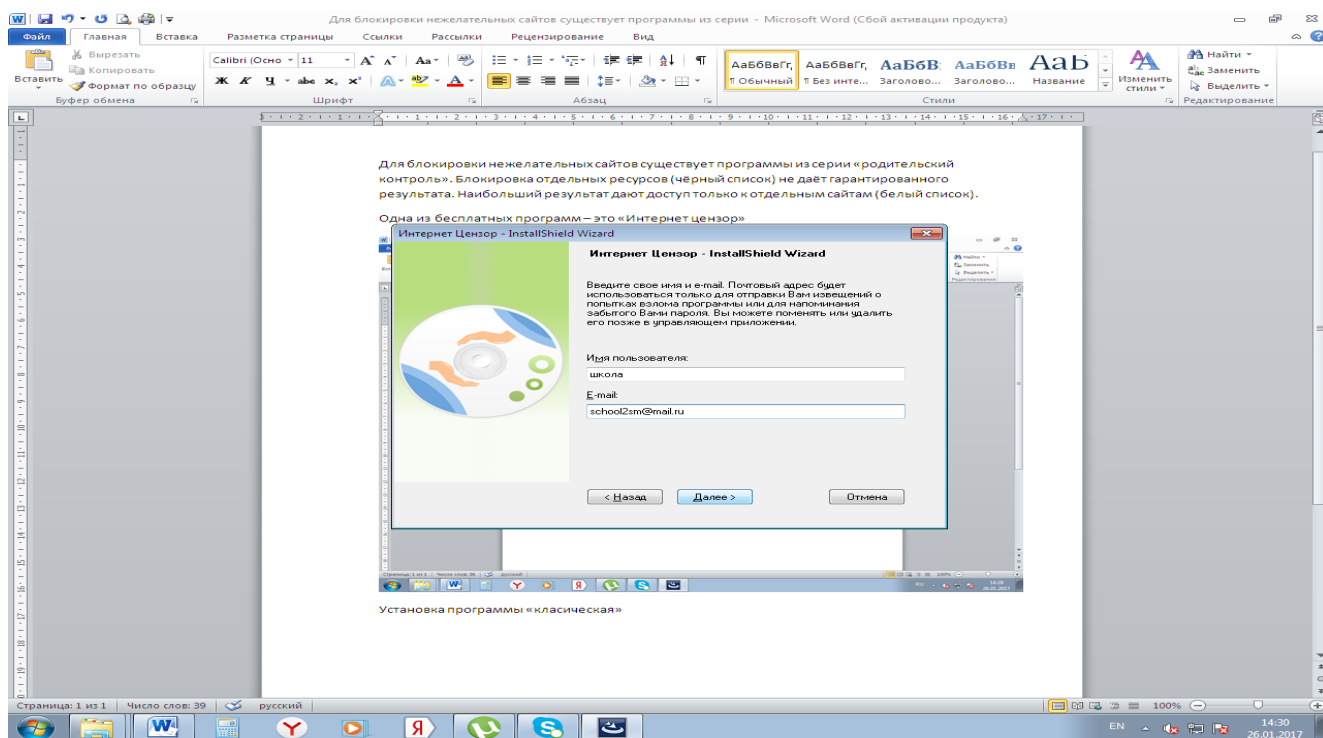 Для блокировки нежелательных сайтов существует программы из серии - Microsoft Word (Сбой активации продукта)
Файл Главная Вставка Разметка страницы Ссылки Рассылки Рецензирование Вид
Вставить
Вырезать
Копировать
Формат по образцу
Буфер обмена
Calibri (Осно 11
Ж К Ч abc x₂ x²
Шрифт
Абзац
АаБбВвГг, АаБбВвГг, АаБбВ АаБбВв АаБ
¶ Обычный ¶ Без инте... Заголово... Заголово... Название
Изменить стили
Стили
Найти
Заменить
Выделить
Редактирование
Для блокировки нежелательных сайтов существует программы из серии «родительский
контроль». Блокировка отдельных ресурсов (чёрный список) не даёт гарантированного
результата. Наибольший результат дают доступ только к отдельным сайтам (белый список).
Одна из бесплатных программ – это «Интернет цензор»
Интернет Цензор - InstallShield Wizard
Интернет Цензор - InstallShield Wizard
Введите свое имя и e-mail. Почтовый адрес будет
использоваться только для отправки Вам извещений о
попытках взлома программы или для напоминания
забытого Вами пароля. Вы можете поменять или удалить
его позже в управляющем приложении.
Имя пользователя:
школа
E-mail:
school2sm@mail.ru
< Назад Далее > Отмена
Установка программы «класическая»
Страница: 1 из 1 Число слов: 39 русский 100%
EN 14:30
26.01.2017